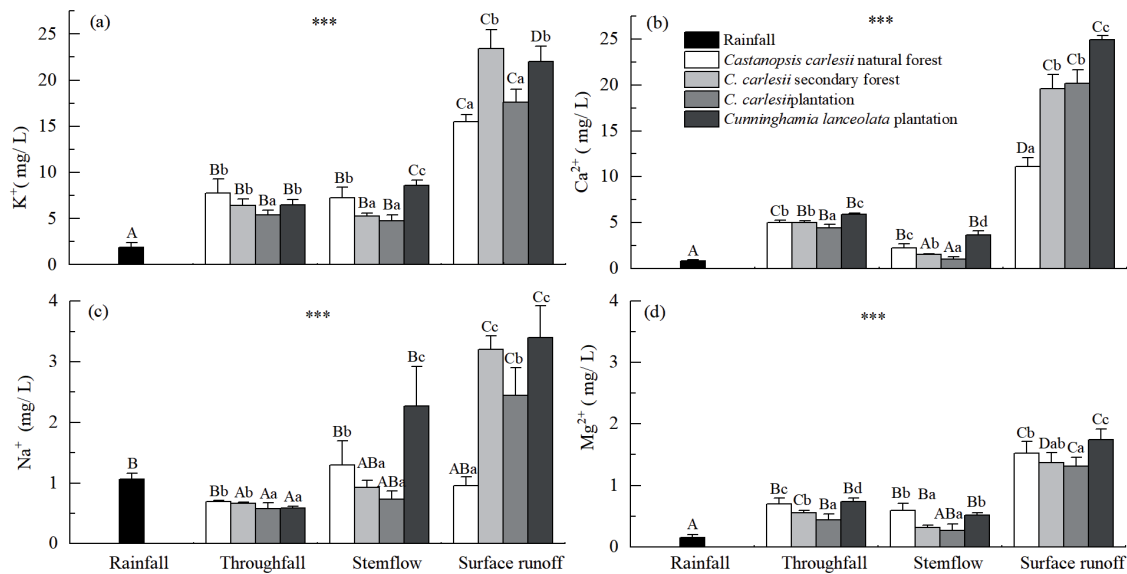 (a)
***
K⁺( mg/ L)
25
20
15
10
5
0
A
Bb
Bb
Ba
Bb
Bb
Ba
Ba
Cc
Ca
Cb
Ca
Db
(b)
***
Rainfall
Castanopsis carlesii natural forest
C. carlesii secondary forest
C. carlesiiplantation
Cunninghamia lanceolata plantation
Ca²⁺ ( mg/ L)
25
20
15
10
5
0
A
Cb
Bb
Ba
Bc
Bc
Ab
Aa
Bd
Da
Cb
Cb
Cc
(c)
***
Na⁺ (mg/ L)
4
3
2
1
0
B
Bb
Ab
Aa
Aa
Bb
ABa
ABa
Bc
ABa
Cc
Cb
Cc
Rainfall
Throughfall
Stemflow
Surface runoff
(d)
***
Mg²⁺ ( mg/ L)
4
3
2
1
0
A
Bc
Cb
Ba
Bd
Bb
Ba
ABa
Bb
Cb
Dab
Ca
Cc
Rainfall
Throughfall
Stemflow
Surface runoff